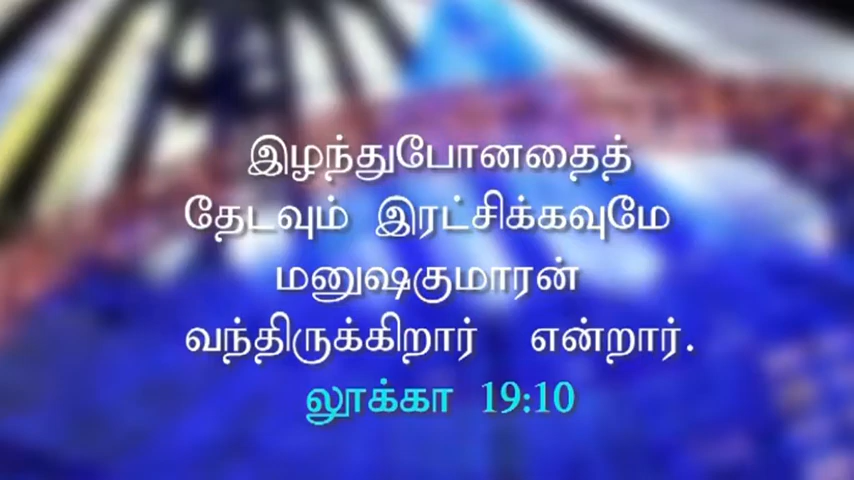 இழந்துபோனதைத்
தேடவும் இரட்சிக்கவுமே
மனுஷகுமாரன்
வந்திருக்கிறார் என்றார்.
லூக்கா 19:10